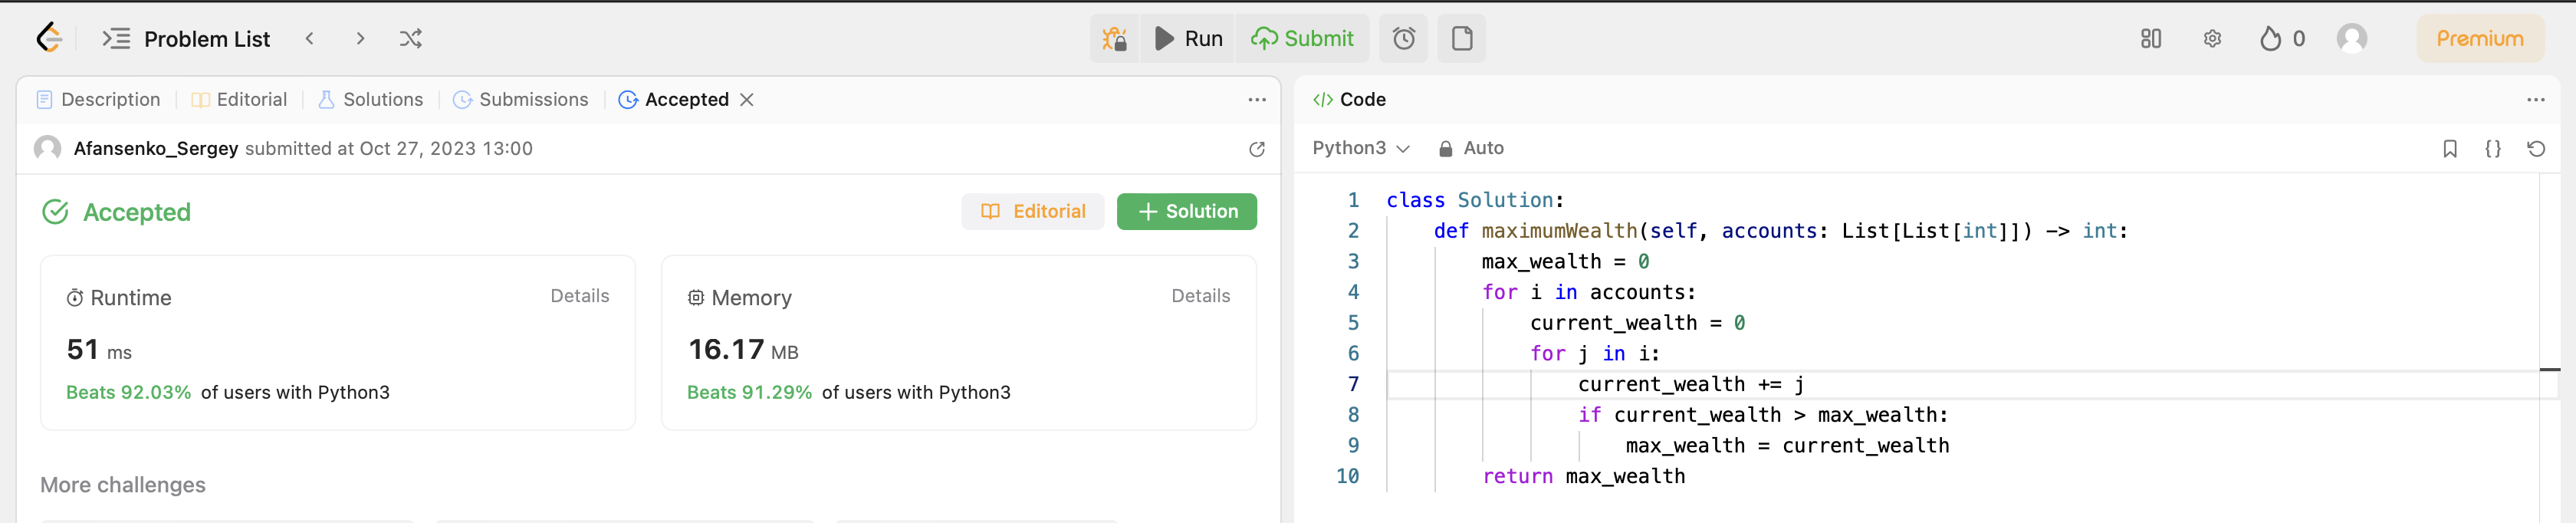 Problem List
Run
Submit
0
Premium
Description
Editorial
Solutions
Submissions
Accepted
Afansenko_Sergey submitted at Oct 27, 2023 13:00
Accepted
Editorial
+ Solution
Runtime
Details
51 ms
Beats 92.03% of users with Python3
Memory
Details
16.17 MB
Beats 91.29% of users with Python3
More challenges
</> Code
Python3
Auto
{}
1 class Solution:
2     def maximumWealth(self, accounts: List[List[int]]) -> int:
3         max_wealth = 0
4         for i in accounts:
5             current_wealth = 0
6             for j in i:
7                 current_wealth += j
8                 if current_wealth > max_wealth:
9                     max_wealth = current_wealth
10         return max_wealth